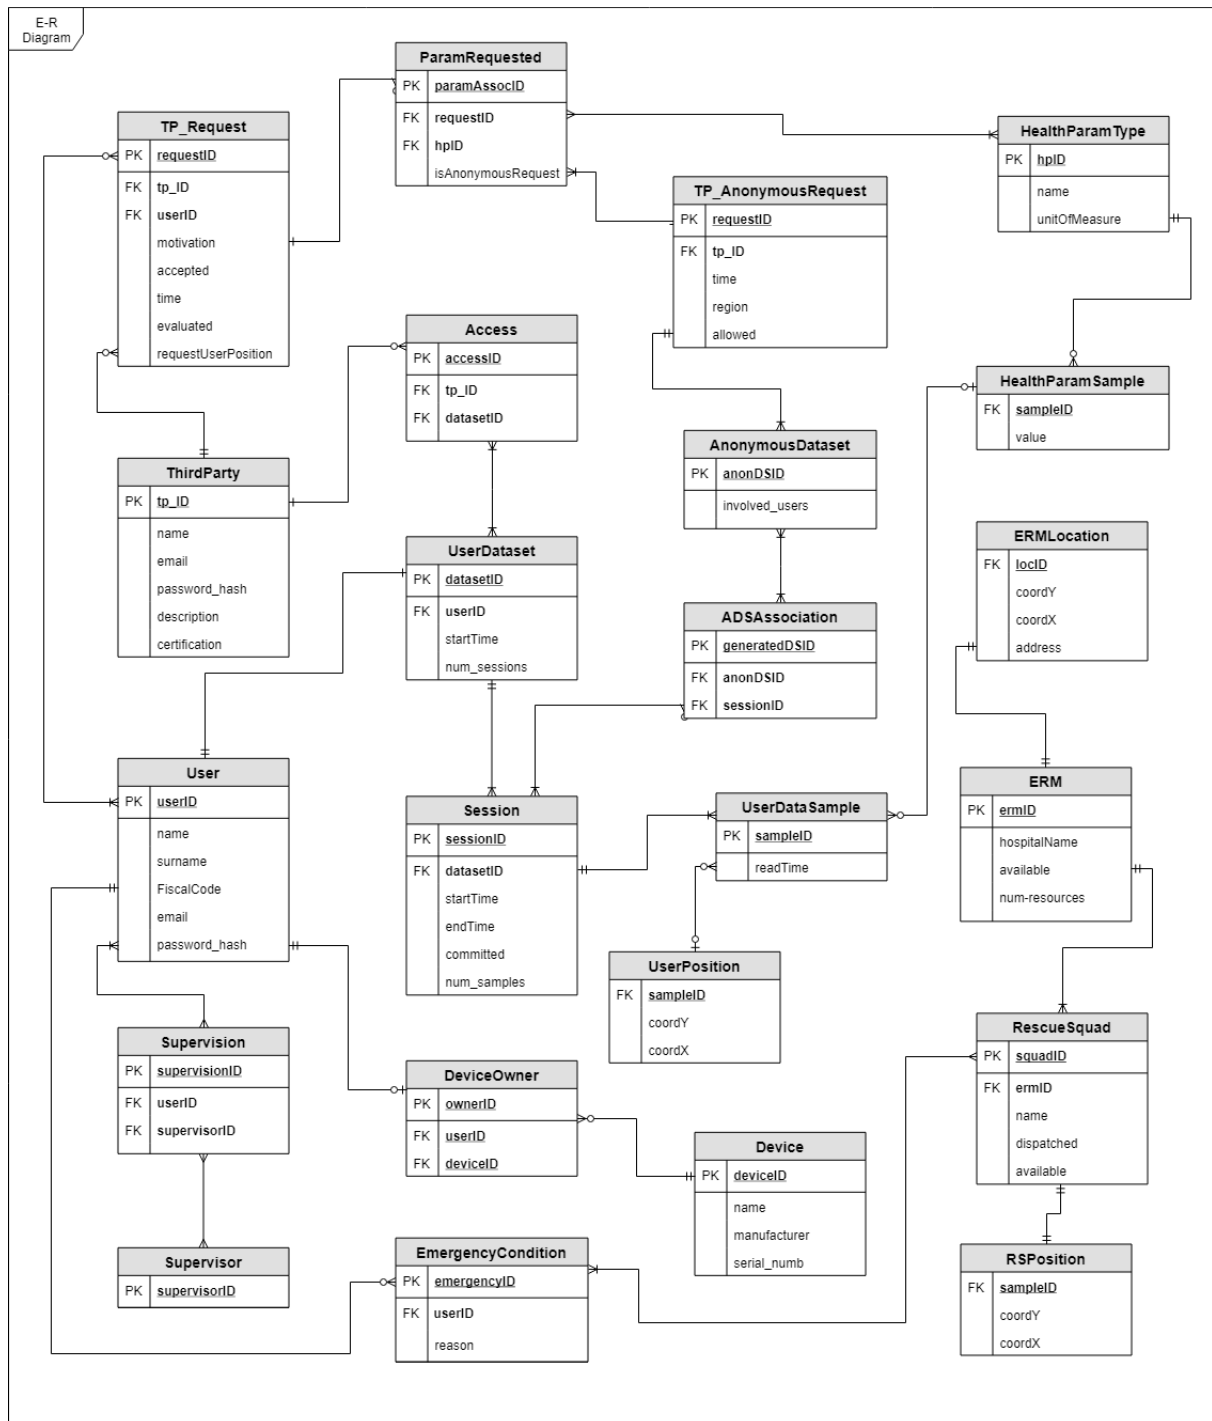 E-R
Diagram
ParamRequested
PK paramAssocID
FK requestID
FK hpID
isAnonymousRequest
TP_Request
PK requestID
FK tp_ID
FK userID
motivation
accepted
time
evaluated
requestUserPosition
HealthParamType
PK hpID
name
unitOfMeasure
TP_AnonymousRequest
PK requestID
FK tp_ID
time
region
allowed
Access
PK accessID
FK tp_ID
FK datasetID
HealthParamSample
FK sampleID
value
ThirdParty
PK tp_ID
name
email
password_hash
description
certification
AnonymousDataset
PK anonDSID
involved_users
UserDataset
PK datasetID
FK userID
startTime
num_sessions
ERMLocation
FK locID
coordY
coordX
address
ADSAssociation
PK generatedDSID
FK anonDSID
FK sessionID
User
PK userID
name
surname
FiscalCode
email
password_hash
Session
PK sessionID
FK datasetID
startTime
endTime
committed
num_samples
UserDataSample
PK sampleID
readTime
ERM
PK ermID
hospitalName
available
num-resources
UserPosition
FK sampleID
coordY
coordX
Supervision
PK supervisionID
FK userID
FK supervisorID
DeviceOwner
PK ownerID
FK userID
FK deviceID
RescueSquad
PK squadID
FK ermID
name
dispatched
available
Device
PK deviceID
name
manufacturer
serial_numb
Supervisor
PK supervisorID
EmergencyCondition
PK emergencyID
FK userID
reason
RSPosition
FK sampleID
coordY
coordX